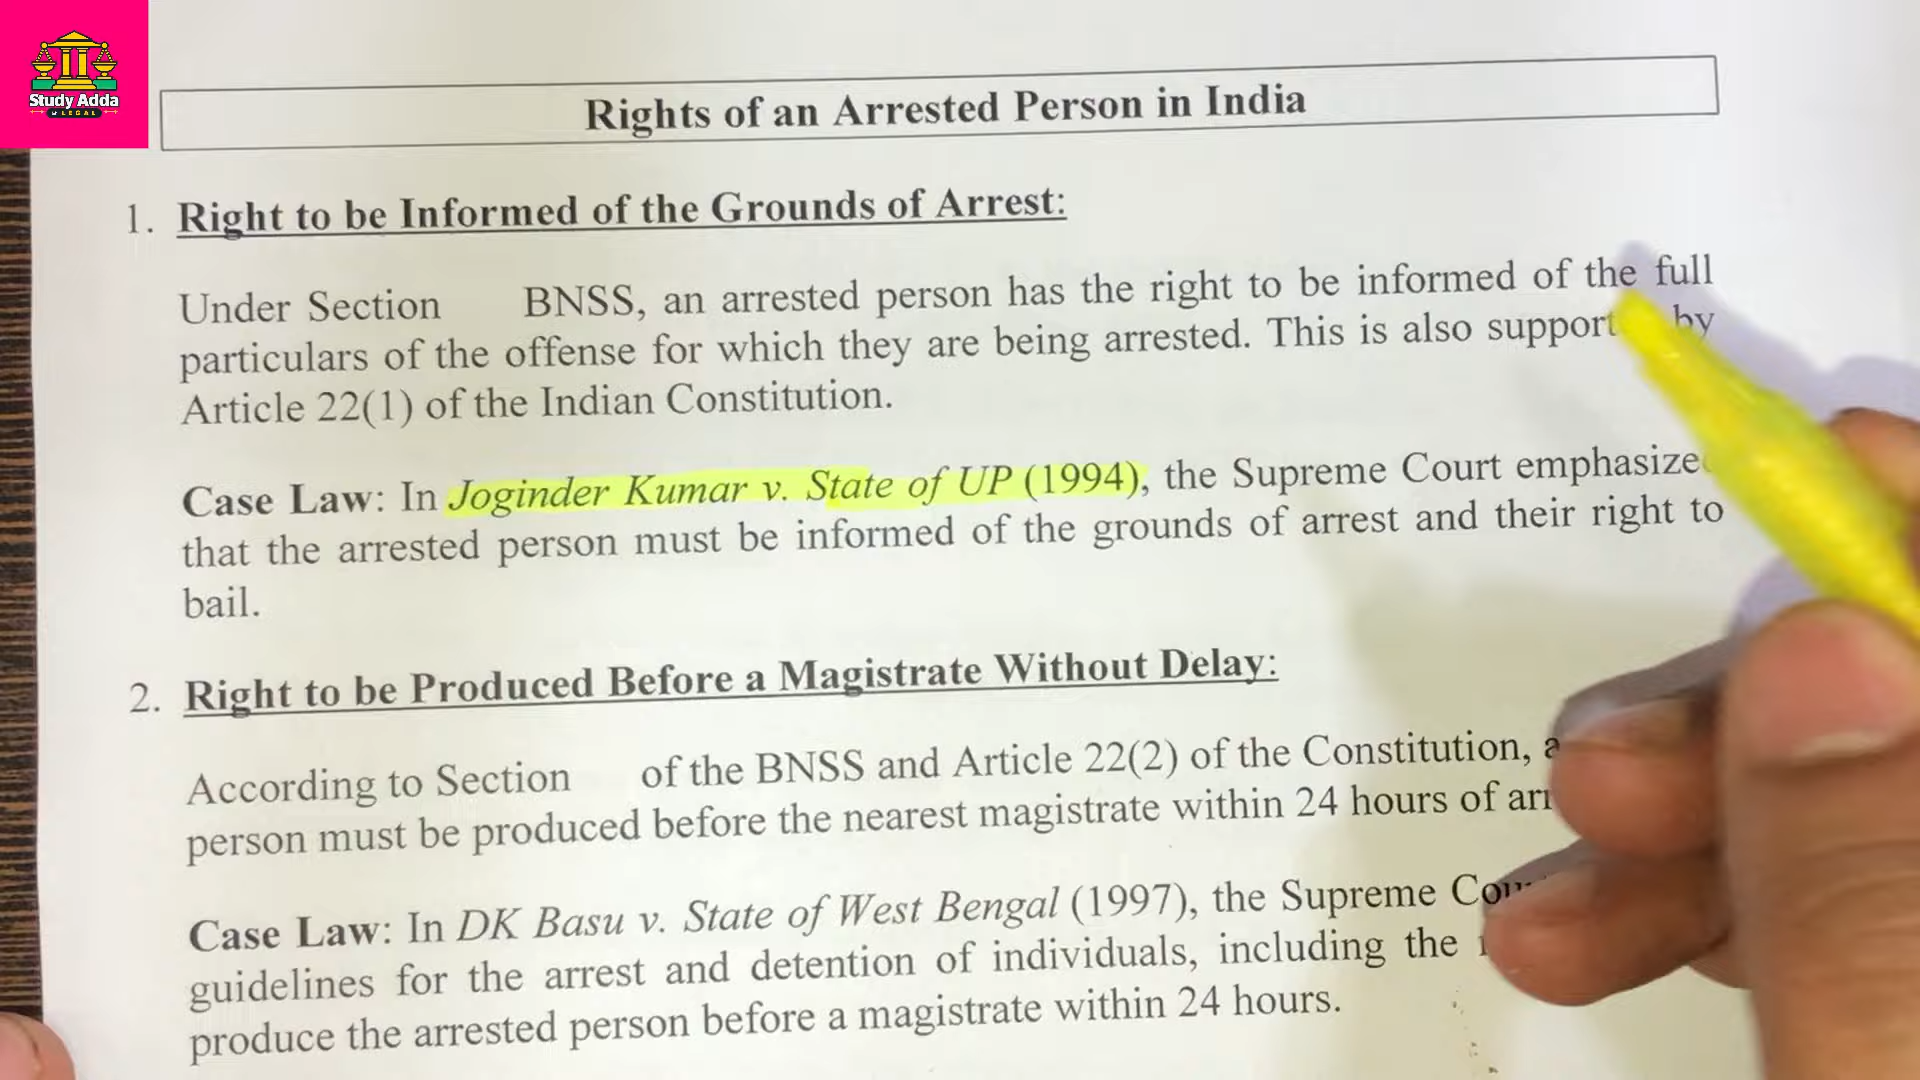 Study Adda
LEGAL
Rights of an Arrested Person in India
1. Right to be Informed of the Grounds of Arrest:
Under Section BNSS, an arrested person has the right to be informed of the full
particulars of the offense for which they are being arrested. This is also support by
Article 22(1) of the Indian Constitution.
Case Law: In Joginder Kumar v. State of UP (1994), the Supreme Court emphasize
that the arrested person must be informed of the grounds of arrest and their right to
bail.
2. Right to be Produced Before a Magistrate Without Delay:
According to Section of the BNSS and Article 22(2) of the Constitution, a
person must be produced before the nearest magistrate within 24 hours of arr
Case Law: In DK Basu v. State of West Bengal (1997), the Supreme Cou
guidelines for the arrest and detention of individuals, including the
produce the arrested person before a magistrate within 24 hours.